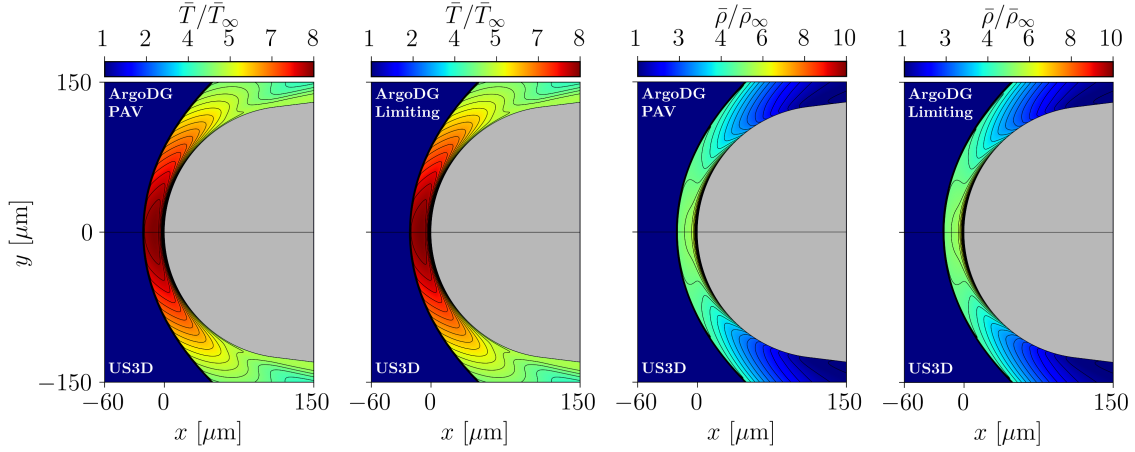 T̄/T̄∞
1 2 4 5 7 8
ArgoDG
PAV
US3D
150
0
−150
y [μm]
−60 0 150
x [μm]
T̄/T̄∞
1 2 4 5 7 8
ArgoDG
Limiting
US3D
−60 0 150
x [μm]
ρ̄/ρ̄∞
1 3 4 6 8 10
ArgoDG
PAV
US3D
−60 0 150
x [μm]
ρ̄/ρ̄∞
1 3 4 6 8 10
ArgoDG
Limiting
US3D
−60 0 150
x [μm]